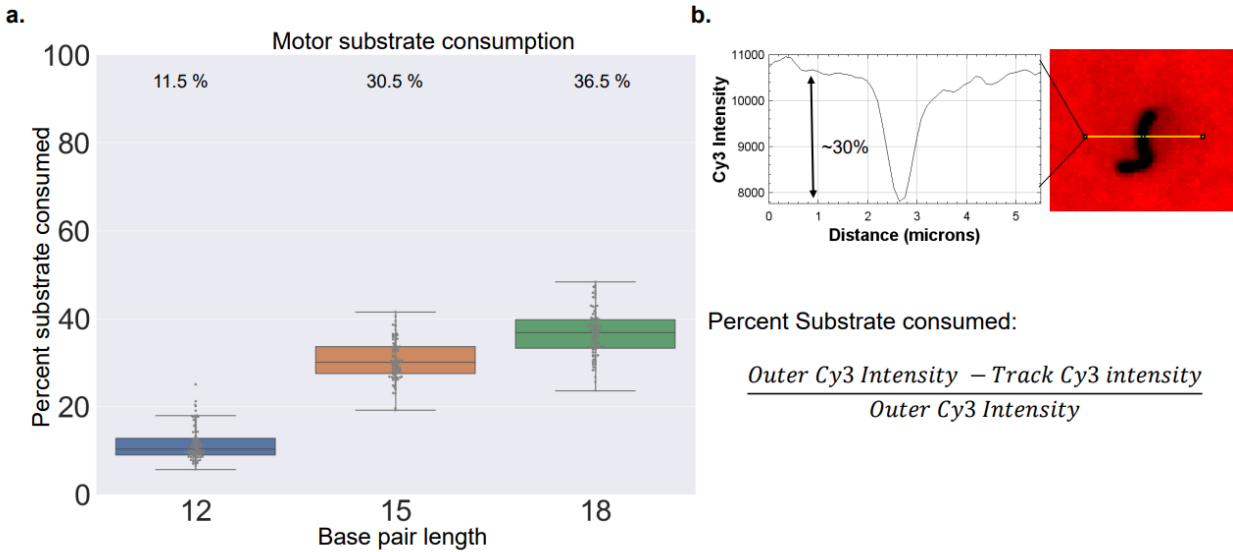 a.
Motor substrate consumption
11.5 %
30.5 %
36.5 %
100
80
60
40
20
0
Percent substrate consumed
12
15
18
Base pair length
b.
11000
10000
9000
8000
Cy3 Intensity
~30%
0
1
2
3
4
5
Distance (microns)
Percent Substrate consumed:
Outer Cy3 Intensity − Track Cy3 intensity
Outer Cy3 Intensity